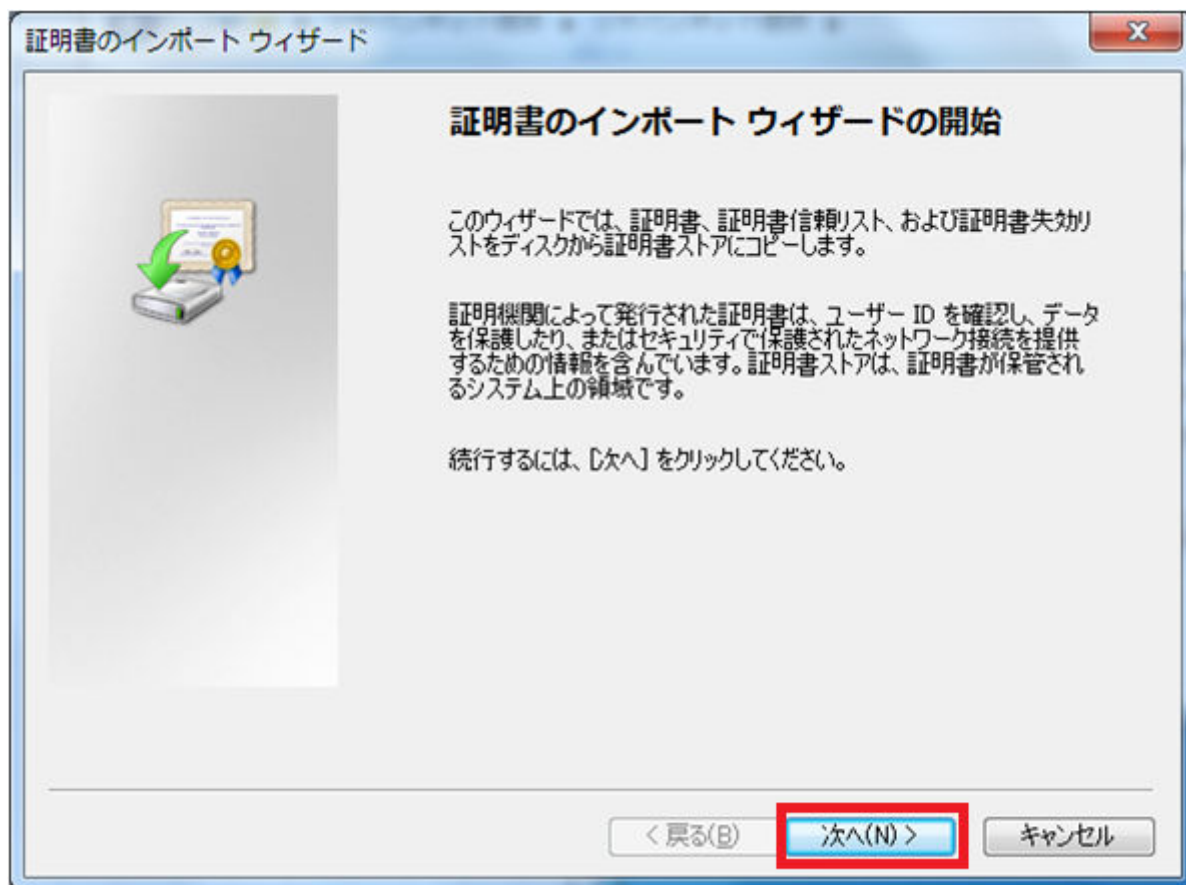 証明書のインポート ウィザード
証明書のインポート ウィザードの開始
このウィザードでは、証明書、証明書信頼リスト、および証明書失効リ
ストをディスクから証明書ストアにコピーします。
証明機関によって発行された証明書は、ユーザー ID を確認し、データ
を保護したり、またはセキュリティで保護されたネットワーク接続を提供
するための情報を含んでいます。証明書ストアは、証明書が保管され
るシステム上の領域です。
続行するには、[次へ] をクリックしてください。
< 戻る(B)
次へ(N) >
キャンセル